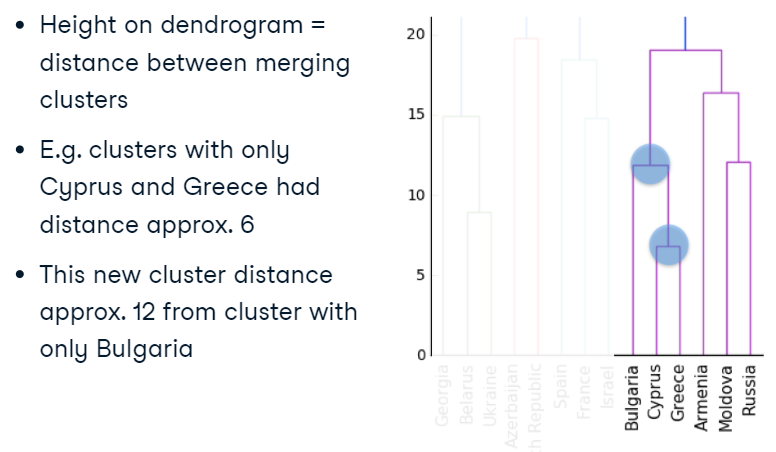 • Height on dendrogram =
distance between merging
clusters
• E.g. clusters with only
Cyprus and Greece had
distance approx. 6
• This new cluster distance
approx. 12 from cluster with
only Bulgaria
20
15
10
5
0
Georgia
Belarus
Ukraine
Azerbaijan
ch Republic
Spain
France
Israel
Bulgaria
Cyprus
Greece
Armenia
Moldova
Russia